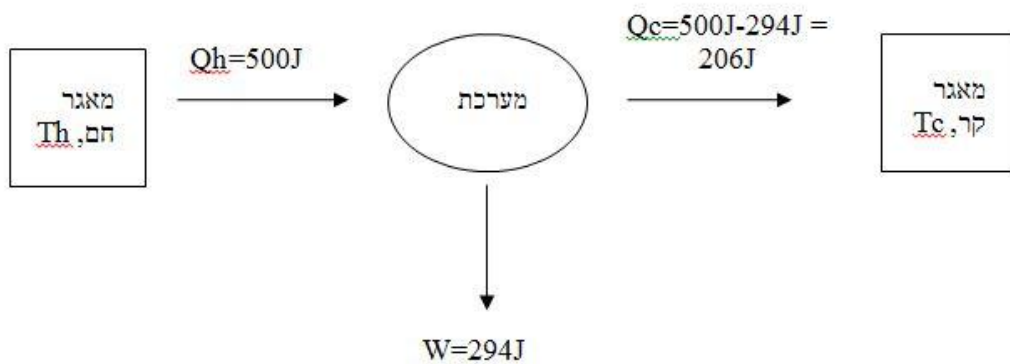 Qh=500J
Qc=500J-294J =
206J
מאגר
חם, Th
מערכת
מאגר
קר, Tc
W=294J